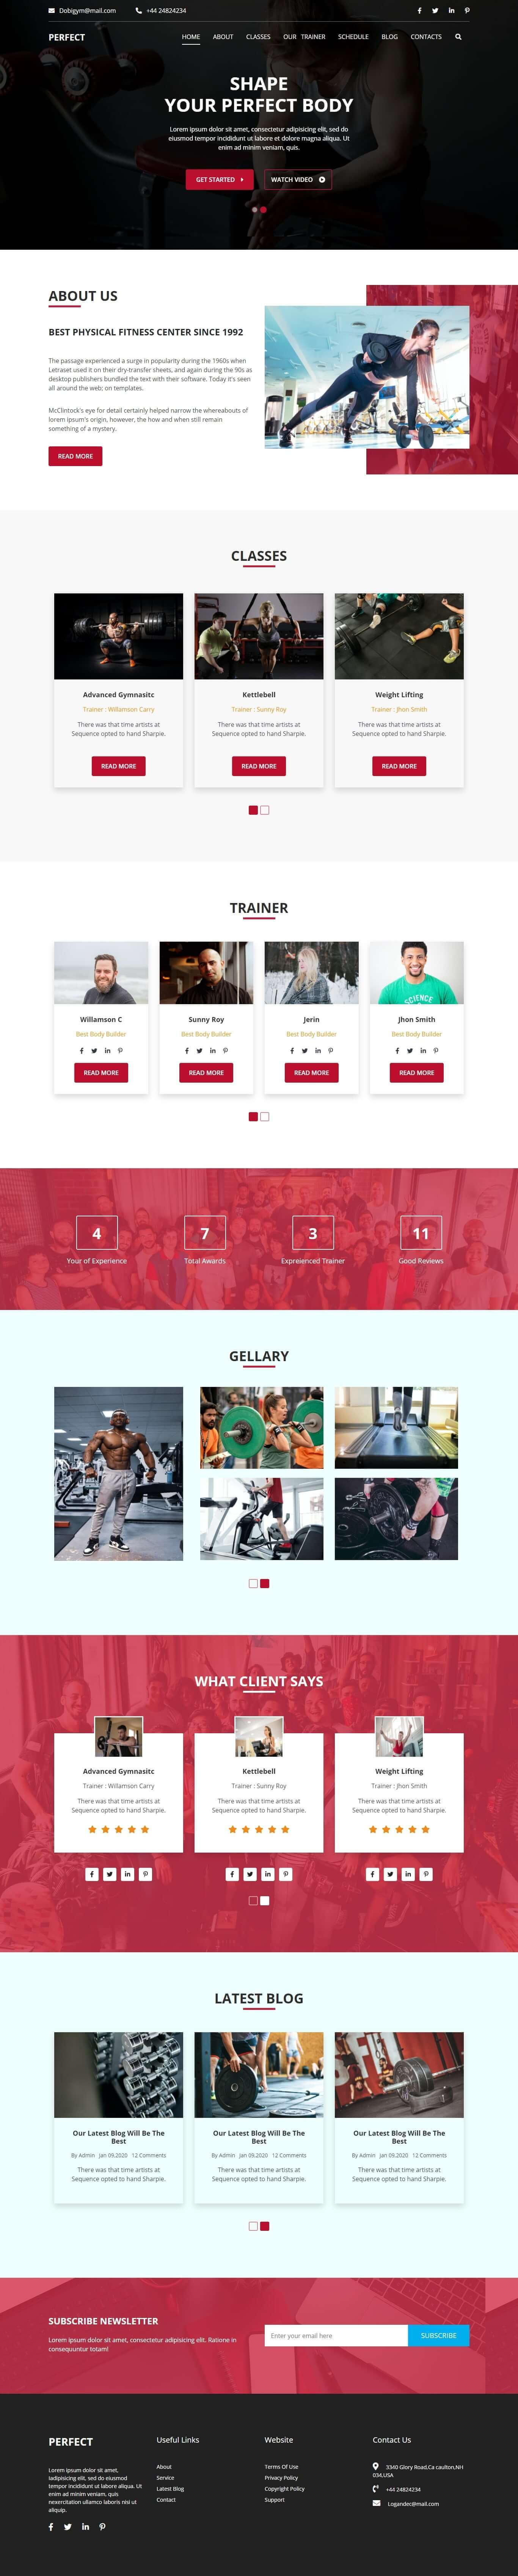 Dobigym@mail.com +44 24824234
PERFECT HOME ABOUT CLASSES OUR TRAINER SCHEDULE BLOG CONTACTS
SHAPE
YOUR PERFECT BODY
Lorem ipsum dolor sit amet, consectetur adipisicing elit, sed do
eiusmod tempor incididunt ut labore et dolore magna aliqua. Ut
enim ad minim veniam, quis.
GET STARTED WATCH VIDEO
ABOUT US
BEST PHYSICAL FITNESS CENTER SINCE 1992
The passage experienced a surge in popularity during the 1960s when
Letraset used it on their dry-transfer sheets, and again during the 90s as
desktop publishers bundled the text with their software. Today it's seen
all around the web; on templates.
McClintock's eye for detail certainly helped narrow the whereabouts of
lorem ipsum's origin, however, the how and when still remain
something of a mystery.
READ MORE
CLASSES
Advanced Gymnasitc Kettlebell Weight Lifting
Trainer : Willamson Carry Trainer : Sunny Roy Trainer : Jhon Smith
There was that time artists at There was that time artists at There was that time artists at
Sequence opted to hand Sharpie. Sequence opted to hand Sharpie. Sequence opted to hand Sharpie.
READ MORE READ MORE READ MORE
TRAINER
SCIENCE
Willamson C Sunny Roy Jerin Jhon Smith
Best Body Builder Best Body Builder Best Body Builder Best Body Builder
READ MORE READ MORE READ MORE READ MORE
4 7 3 11
Your of Experience Total Awards Expreienced Trainer Good Reviews
GELLARY
WHAT CLIENT SAYS
Advanced Gymnasitc Kettlebell Weight Lifting
Trainer : Willamson Carry Trainer : Sunny Roy Trainer : Jhon Smith
There was that time artists at There was that time artists at There was that time artists at
Sequence opted to hand Sharpie. Sequence opted to hand Sharpie. Sequence opted to hand Sharpie.
LATEST BLOG
Our Latest Blog Will Be The Our Latest Blog Will Be The Our Latest Blog Will Be The
Best Best Best
By Admin Jan 09,2020 12 Comments By Admin Jan 09,2020 12 Comments By Admin Jan 09,2020 12 Comments
There was that time artists at There was that time artists at There was that time artists at
Sequence opted to hand Sharpie. Sequence opted to hand Sharpie. Sequence opted to hand Sharpie.
SUBSCRIBE NEWSLETTER
Lorem ipsum dolor sit amet, consectetur adipisicing elit. Ratione in
consequuntur totam!
Enter your email here SUBSCRIBE
PERFECT
Lorem ipsum dolor sit amet,
iadipisicing elit, sed do eiusmod
tempor incididunt ut labore aliqua. Ut
enim ad minim veniam, quis
nexercitation ullamco laboris nisi ut
aliquip.
Useful Links
About
Service
Latest Blog
Contact
Website
Terms Of Use
Privacy Policy
Copyright Policy
Support
Contact Us
3340 Glory Road,Ca caulton,NH
034,USA
+44 24824234
Logandec@mail.com